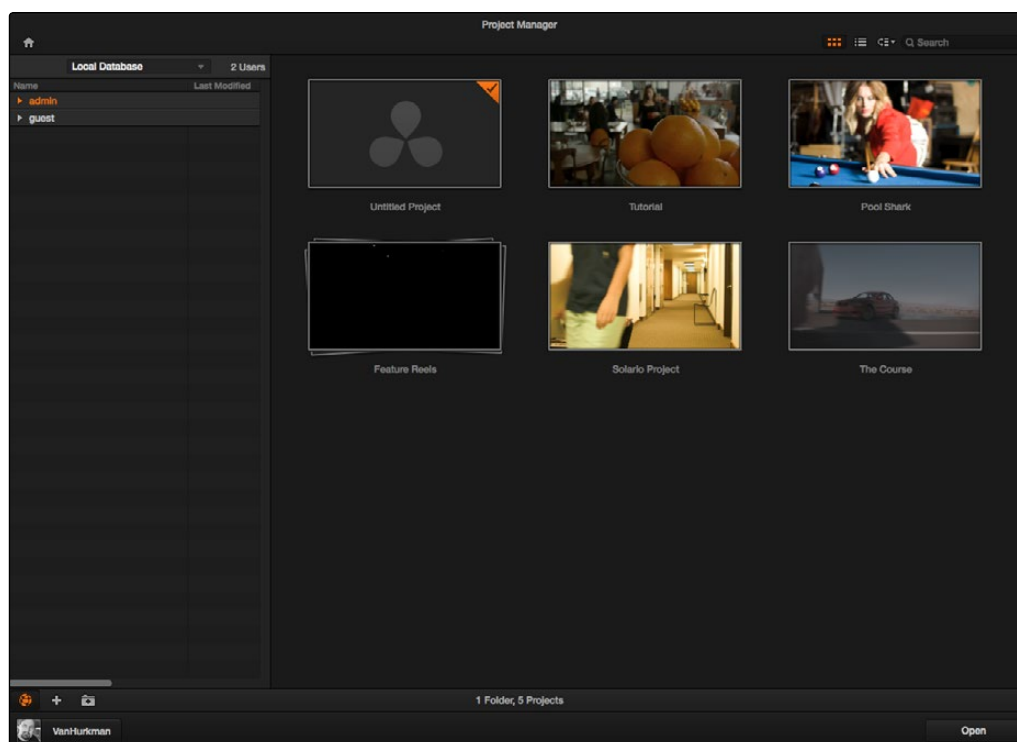 Project Manager
Search
Local Database
2 Users
Name
Last Modified
admin
guest
Untitled Project
Tutorial
Pool Shark
Feature Reels
Solario Project
The Course
1 Folder, 5 Projects
VanHurkman
Open